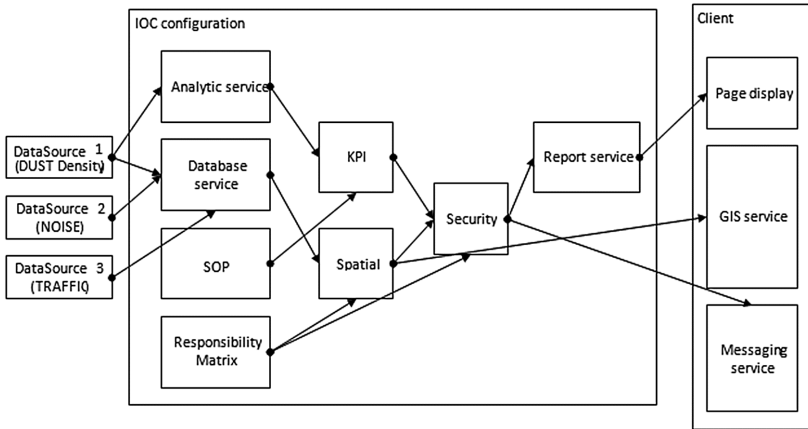 IOC configuration
Client
Analytic service
Page display
DataSource 1
(DUST Density)
Database
service
KPI
Report service
DataSource 2
(NOISE)
Security
GIS service
DataSource 3
(TRAFFIC)
SOP
Spatial
Responsibility
Matrix
Messaging
service